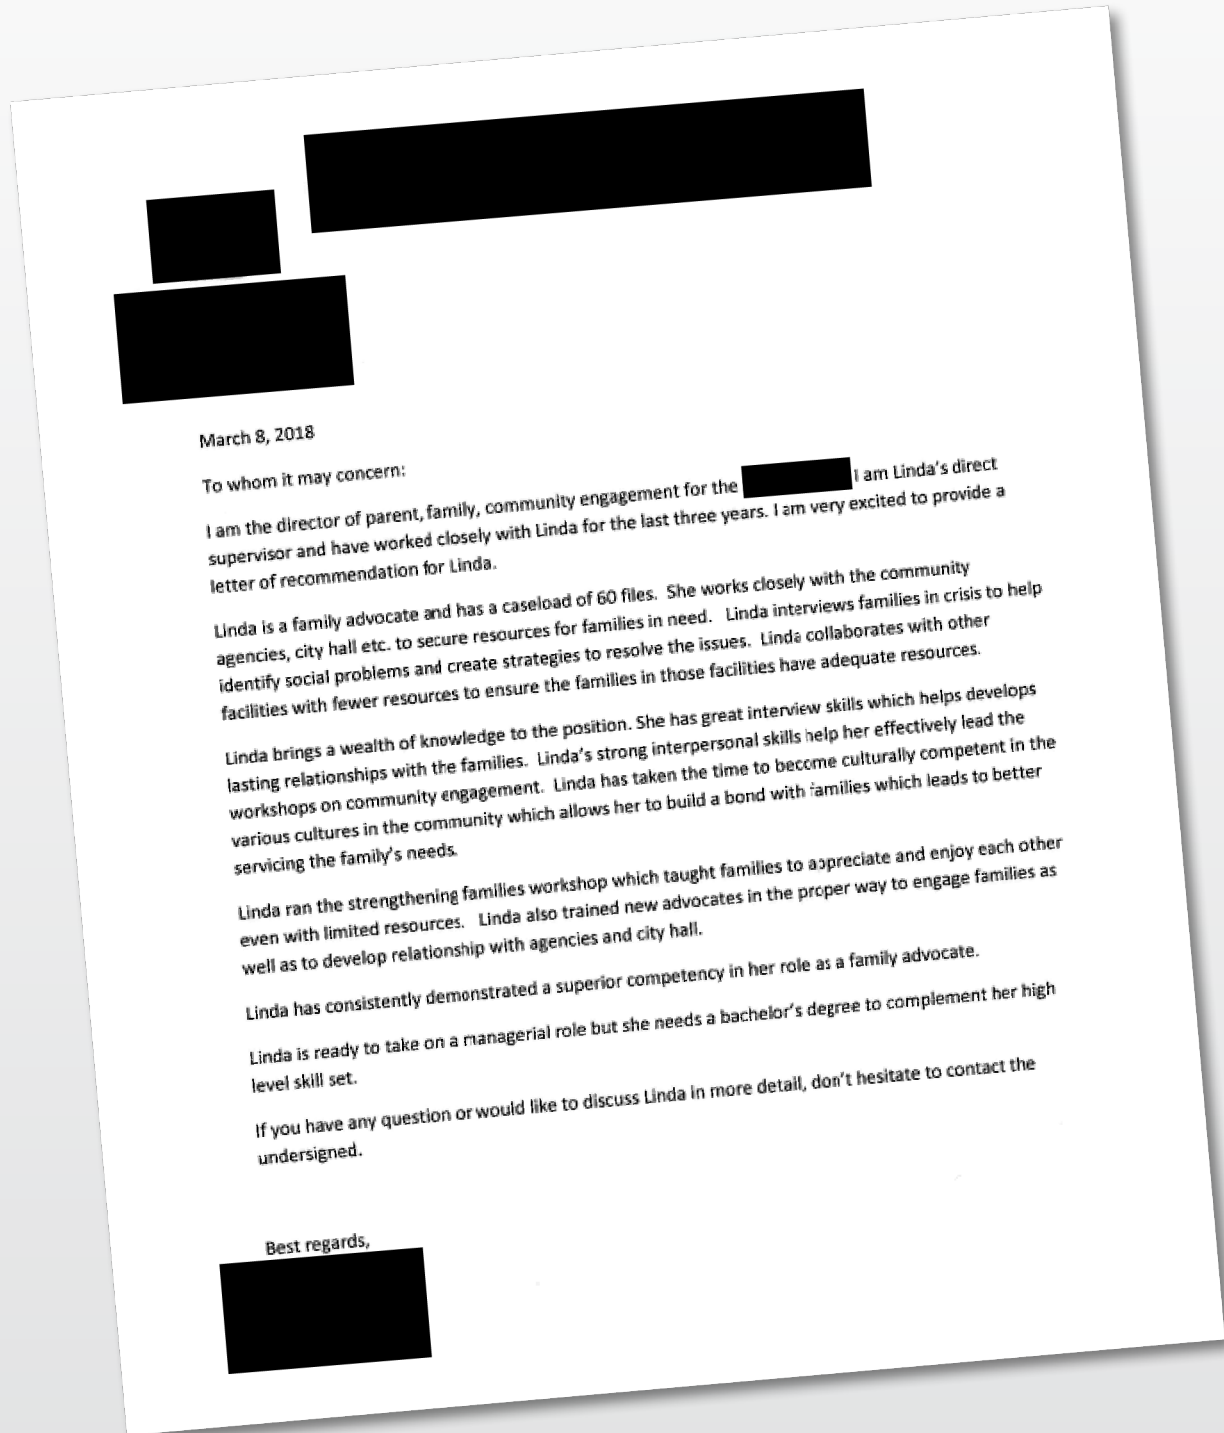 March 8, 2018
To whom it may concern:
I am the director of parent, family, community engagement for the I am Linda's direct
supervisor and have worked closely with Linda for the last three years. I am very excited to provide a
letter of recommendation for Linda.
Linda is a family advocate and has a caseload of 60 files. She works closely with the community
agencies, city hall etc. to secure resources for families in need. Linda interviews families in crisis to help
identify social problems and create strategies to resolve the issues. Linda collaborates with other
facilities with fewer resources to ensure the families in those facilities have adequate resources.
Linda brings a wealth of knowledge to the position. She has great interview skills which helps develops
lasting relationships with the families. Linda's strong interpersonal skills help her effectively lead the
workshops on community engagement. Linda has taken the time to become culturally competent in the
various cultures in the community which allows her to build a bond with families which leads to better
servicing the family's needs.
Linda ran the strengthening families workshop which taught families to appreciate and enjoy each other
even with limited resources. Linda also trained new advocates in the proper way to engage families as
well as to develop relationship with agencies and city hall.
Linda has consistently demonstrated a superior competency in her role as a family advocate.
Linda is ready to take on a managerial role but she needs a bachelor's degree to complement her high
level skill set.
If you have any question or would like to discuss Linda in more detail, don't hesitate to contact the
undersigned.
Best regards,